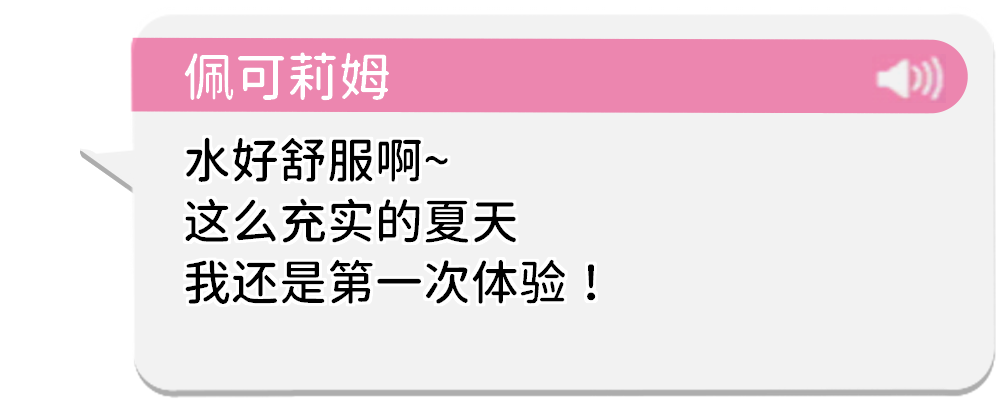 佩可莉姆
水好舒服啊~
这么充实的夏天
我还是第一次体验！